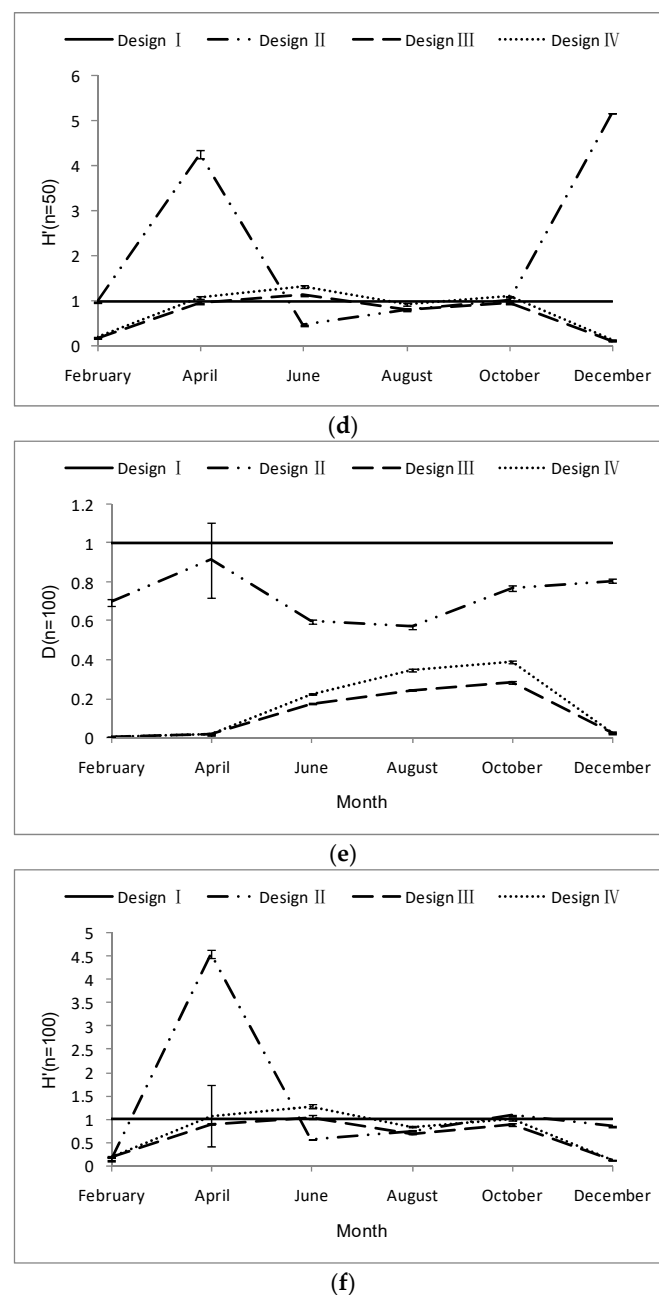 Design Ⅰ Design Ⅱ Design Ⅲ Design Ⅳ
6
5
4
3
2
1
0
H'(n=50)
February April June August October December
(d)
Design Ⅰ Design Ⅱ Design Ⅲ Design Ⅳ
1.2
1
0.8
0.6
0.4
0.2
0
D(n=100)
February April June August October December
Month
(e)
Design Ⅰ Design Ⅱ Design Ⅲ Design Ⅳ
5
4.5
4
3.5
3
2.5
2
1.5
1
0.5
0
H'(n=100)
February April June August October December
Month
(f)